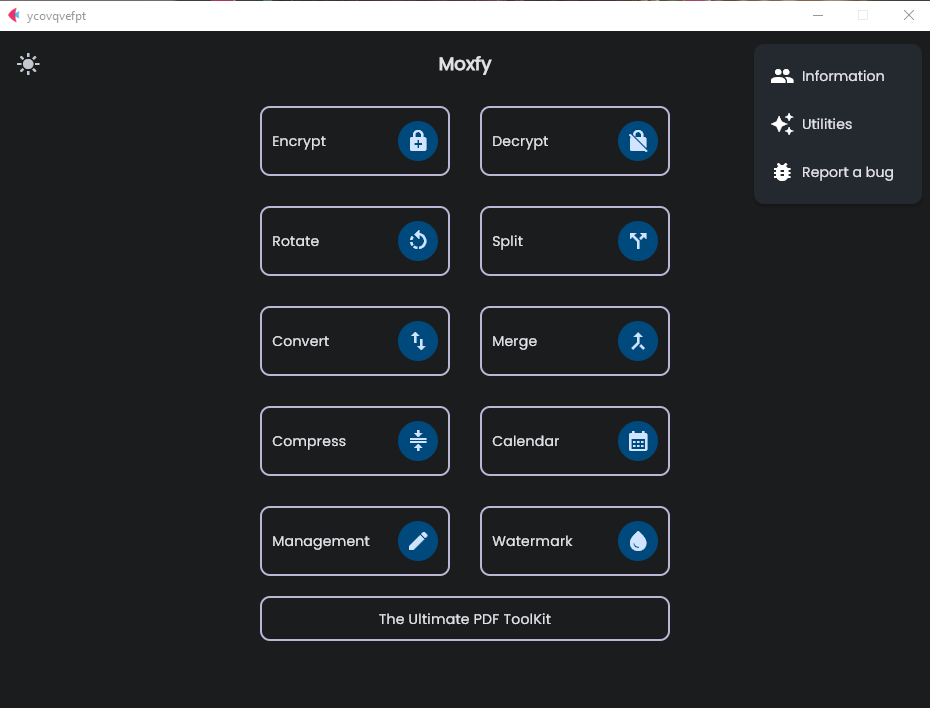 ycovqvefpt
Moxfy
Information
Utilities
Report a bug
Encrypt
Decrypt
Rotate
Split
Convert
Merge
Compress
Calendar
Management
Watermark
The Ultimate PDF ToolKit